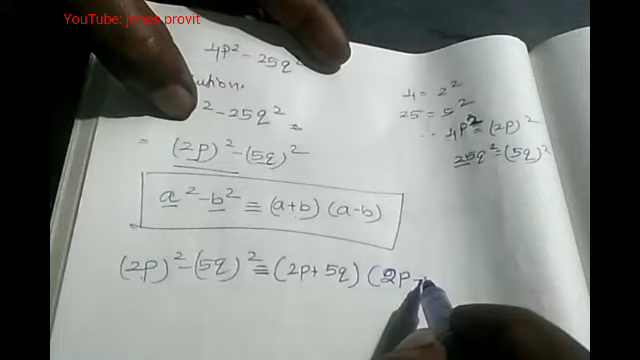 YouTube: jones provit
4p² - 25q²
4 = 2²
25 = 5²
∴ 4p² = (2p)²
25q² = (5q)²
² - 25q² =
= (2p)² - (5q)²
a² - b² = (a+b) (a-b)
(2p)² - (5q)² = (2p + 5q) (2p -